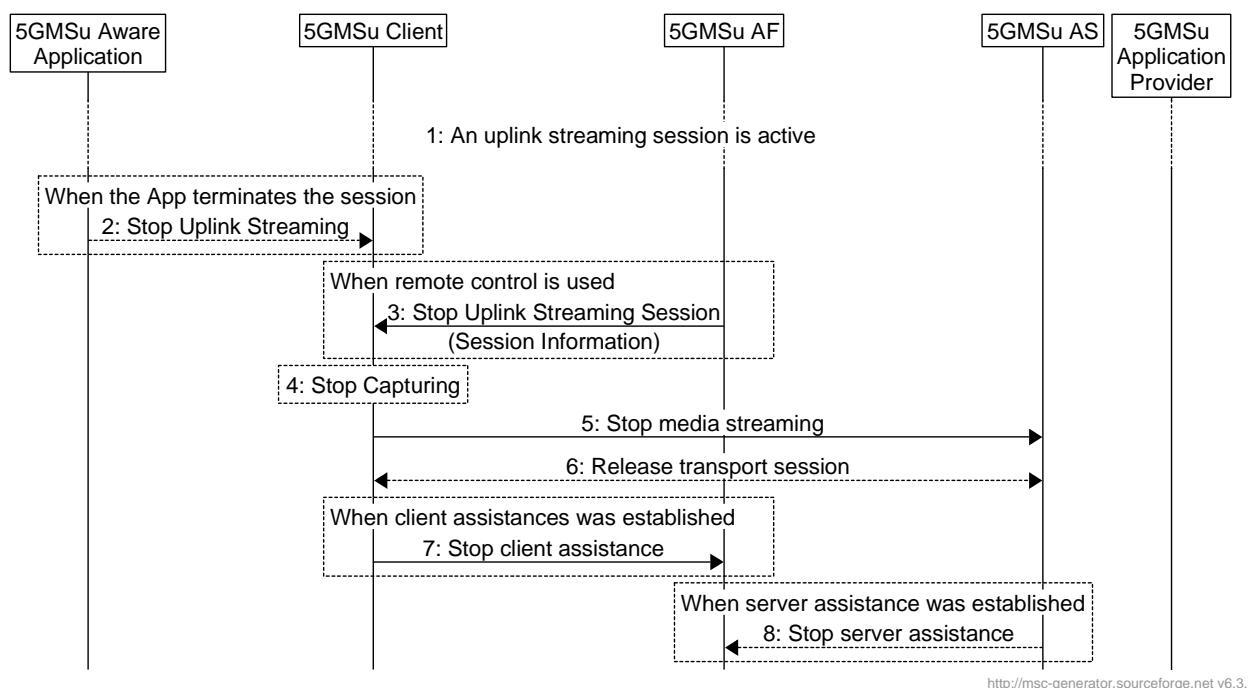 5GMSu Aware
Application
5GMSu Client
5GMSu AF
5GMSu AS
5GMSu
Application
Provider
1: An uplink streaming session is active
When the App terminates the session
2: Stop Uplink Streaming
When remote control is used
3: Stop Uplink Streaming Session
(Session Information)
4: Stop Capturing
5: Stop media streaming
6: Release transport session
When client assistances was established
7: Stop client assistance
When server assistance was established
8: Stop server assistance
http://msc-generator.sourceforge.net v6.3.